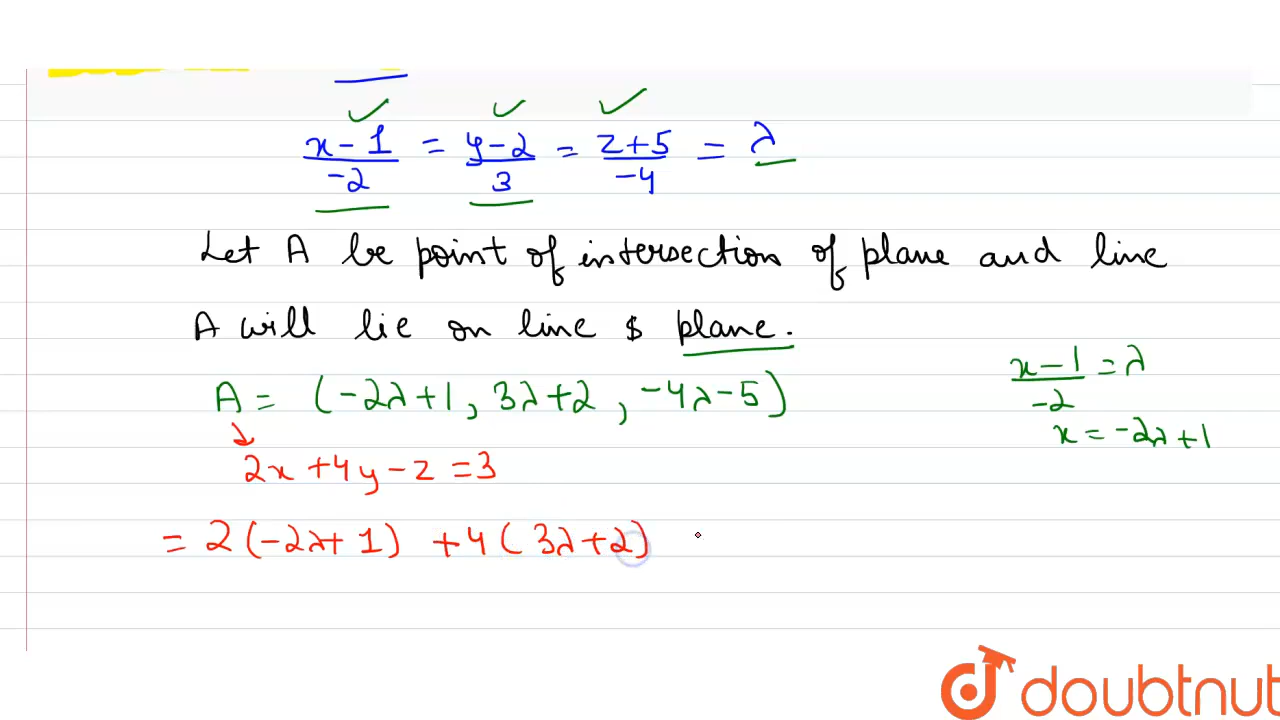 x-1/-2 = y-2/3 = z+5/-4 = λ
Let A be point of intersection of plane and line
A will lie on line $ plane.
A = (-2λ+1, 3λ+2, -4λ-5)
x-1/-2 = λ
x = -2λ+1
2x+4y-z=3
= 2(-2λ+1) +4(3λ+2)
doubtnut